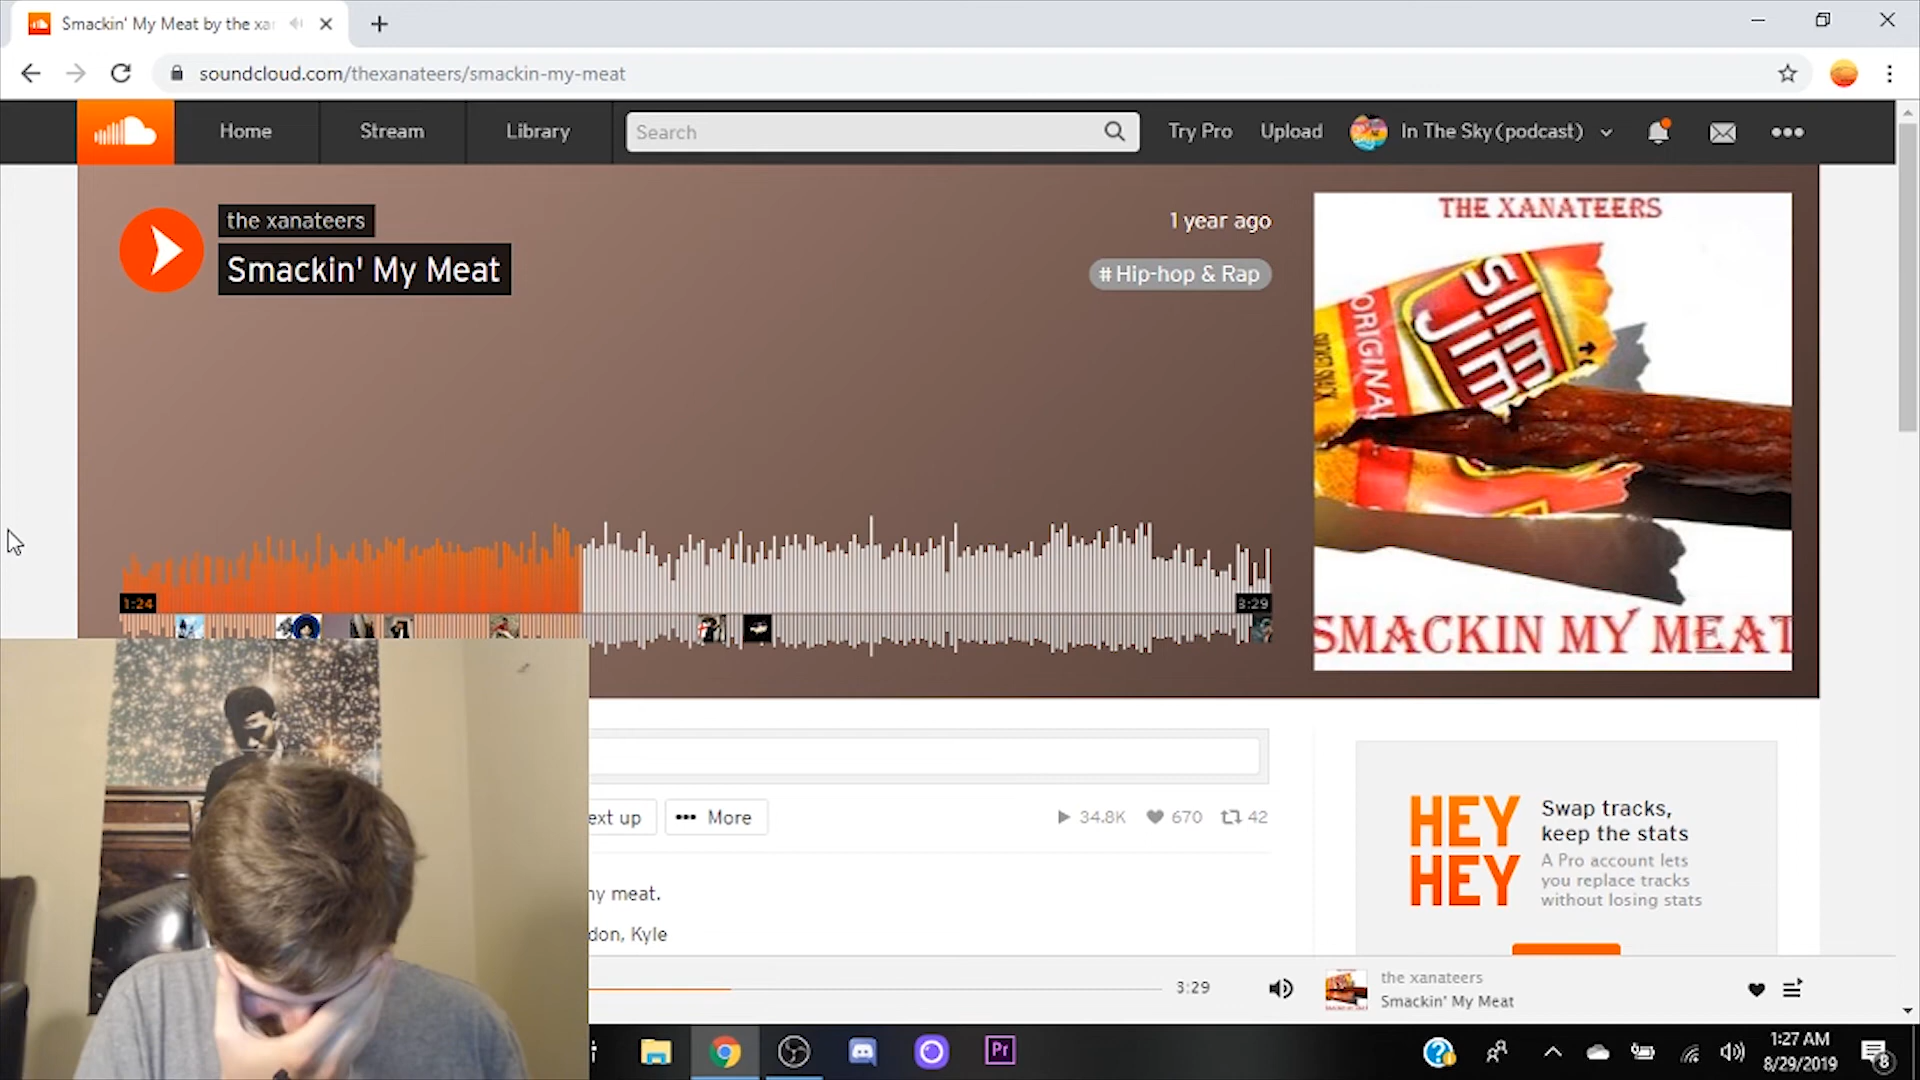 Smackin' My Meat by the xa
soundcloud.com/thexanateers/smackin-my-meat
Home
Stream
Library
Search
Try Pro
Upload
In The Sky (podcast)
the xanateers
Smackin' My Meat
1 year ago
# Hip-hop & Rap
THE XANATEERS
ORIGINAL
slim
Jim
SMACKIN MY MEAT
1:24
3:29
ext up
More
34.8K
670
42
my meat.
don, Kyle
HEY
HEY
Swap tracks,
keep the stats
A Pro account lets
you replace tracks
without losing stats
3:29
the xanateers
Smackin' My Meat
Pr
1:27 AM
8/29/2019
8